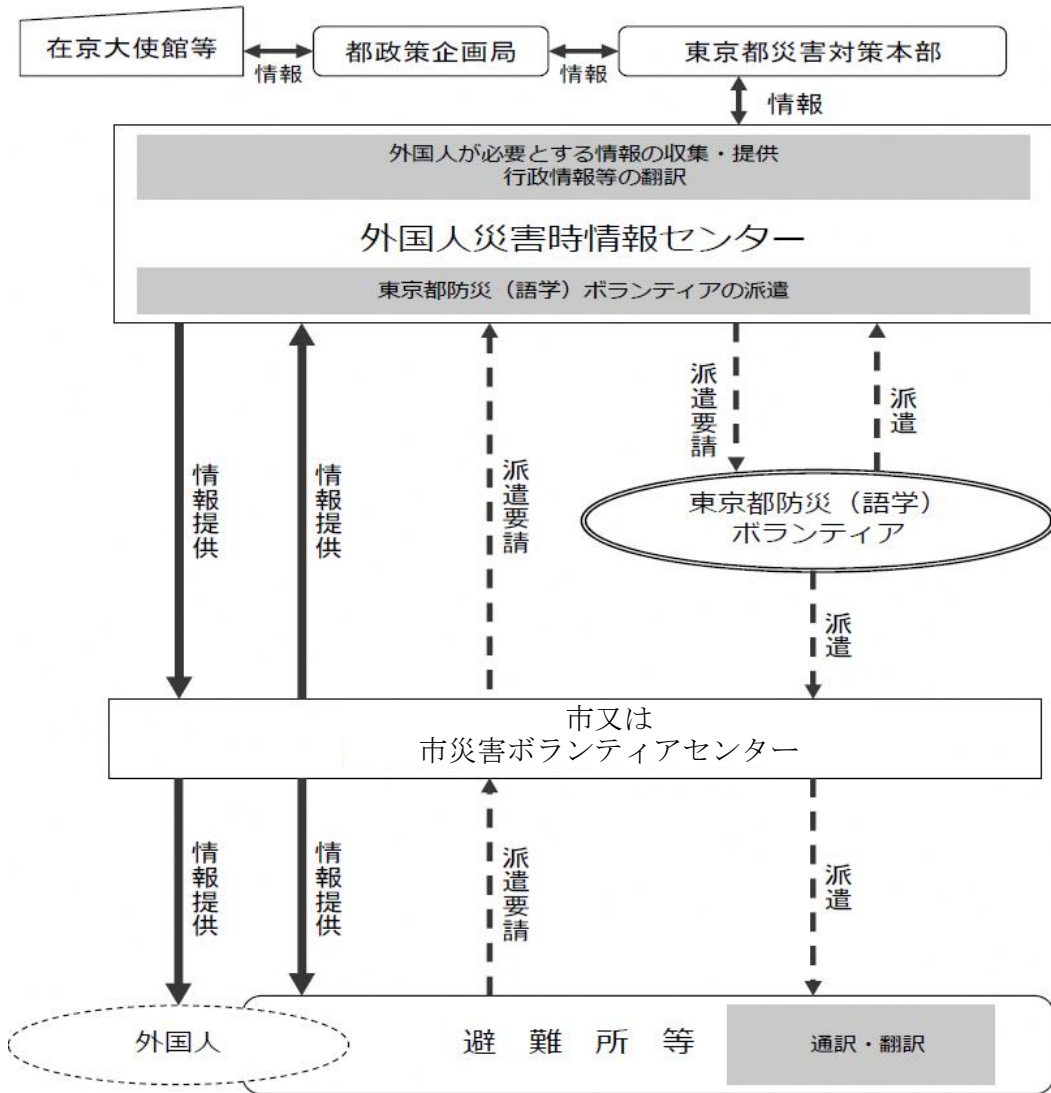 在京大使館等
情報
都政策企画局
情報
東京都災害対策本部
情報
外国人が必要とする情報の収集・提供
行政情報等の翻訳
外国人災害時情報センター
東京都防災（語学）ボランティアの派遣
情報提供
情報提供
派遣要請
派遣要請
派遣
東京都防災（語学）
ボランティア
派遣
市又は
市災害ボランティアセンター
情報提供
情報提供
派遣要請
派遣
外国人
避難所等
通訳・翻訳